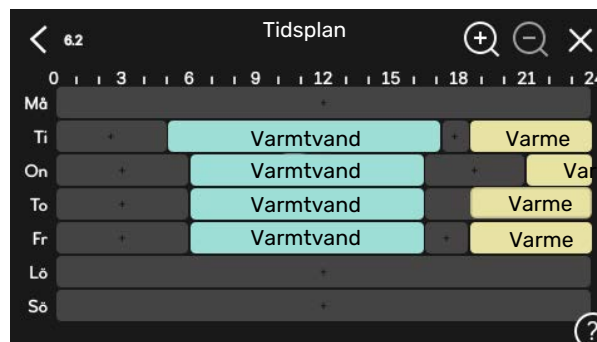 6.2 Tidsplan
0 3 6 9 12 15 18 21 24
Må
Ti Varmtvand Varme
On Varmtvand Var
To Varmtvand Varme
Fr Varmtvand Varme
Lö
Sö
?